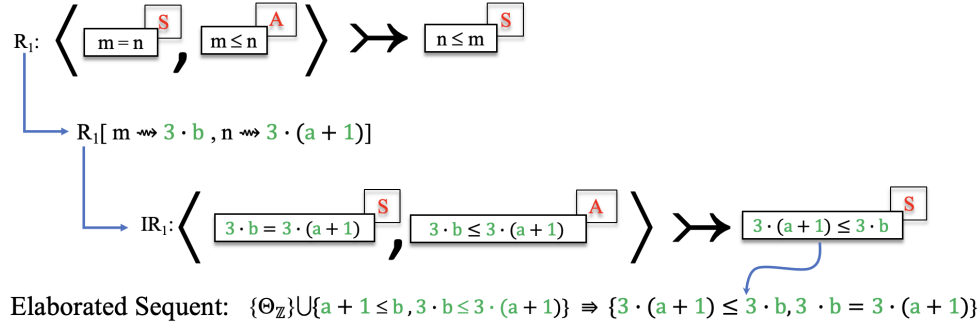 R₁: ⟨ m = n S , m ≤ n A ⟩ ⤚ n ≤ m S
R₁[ m ⇝ 3 · b , n ⇝ 3 · (a + 1)]
IR₁: ⟨ 3 · b = 3 · (a + 1) S , 3 · b ≤ 3 · (a + 1) A ⟩ ⤚ 3 · (a + 1) ≤ 3 · b S
Elaborated Sequent: {Θ_ℤ}⋃{a + 1 ≤ b , 3 · b ≤ 3 · (a + 1)} ⇛ {3 · (a + 1) ≤ 3 · b, 3 · b = 3 · (a + 1)}